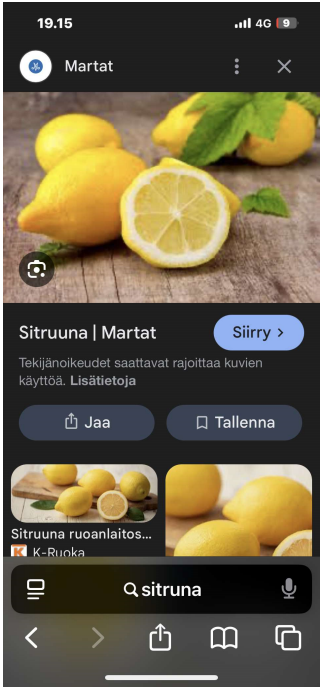 19.15
4G 9
Martat
Sitruuna | Martat
Siirry >
Tekijänoikeudet saattavat rajoittaa kuvien
käyttöä. Lisätietoja
Jaa
Tallenna
Sitruuna ruoanlaitos...
K K-Ruoka
sitruna